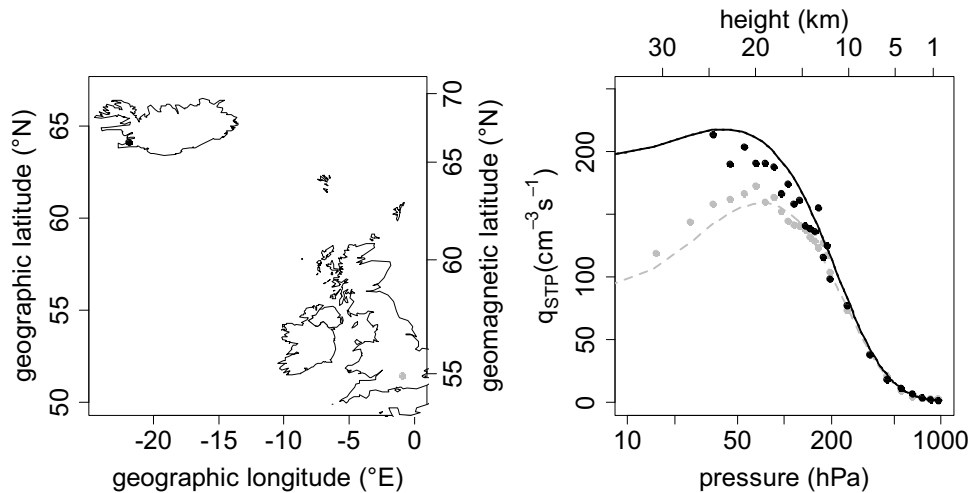 height (km)
30 20 10 5 1
geographic latitude (°N)
65
60
55
50
70
65
60
55
geomagnetic latitude (°N)
-20 -15 -10 -5 0
geographic longitude (°E)
qSTP(cm−3s−1)
200
100
50
0
10 50 200 1000
pressure (hPa)